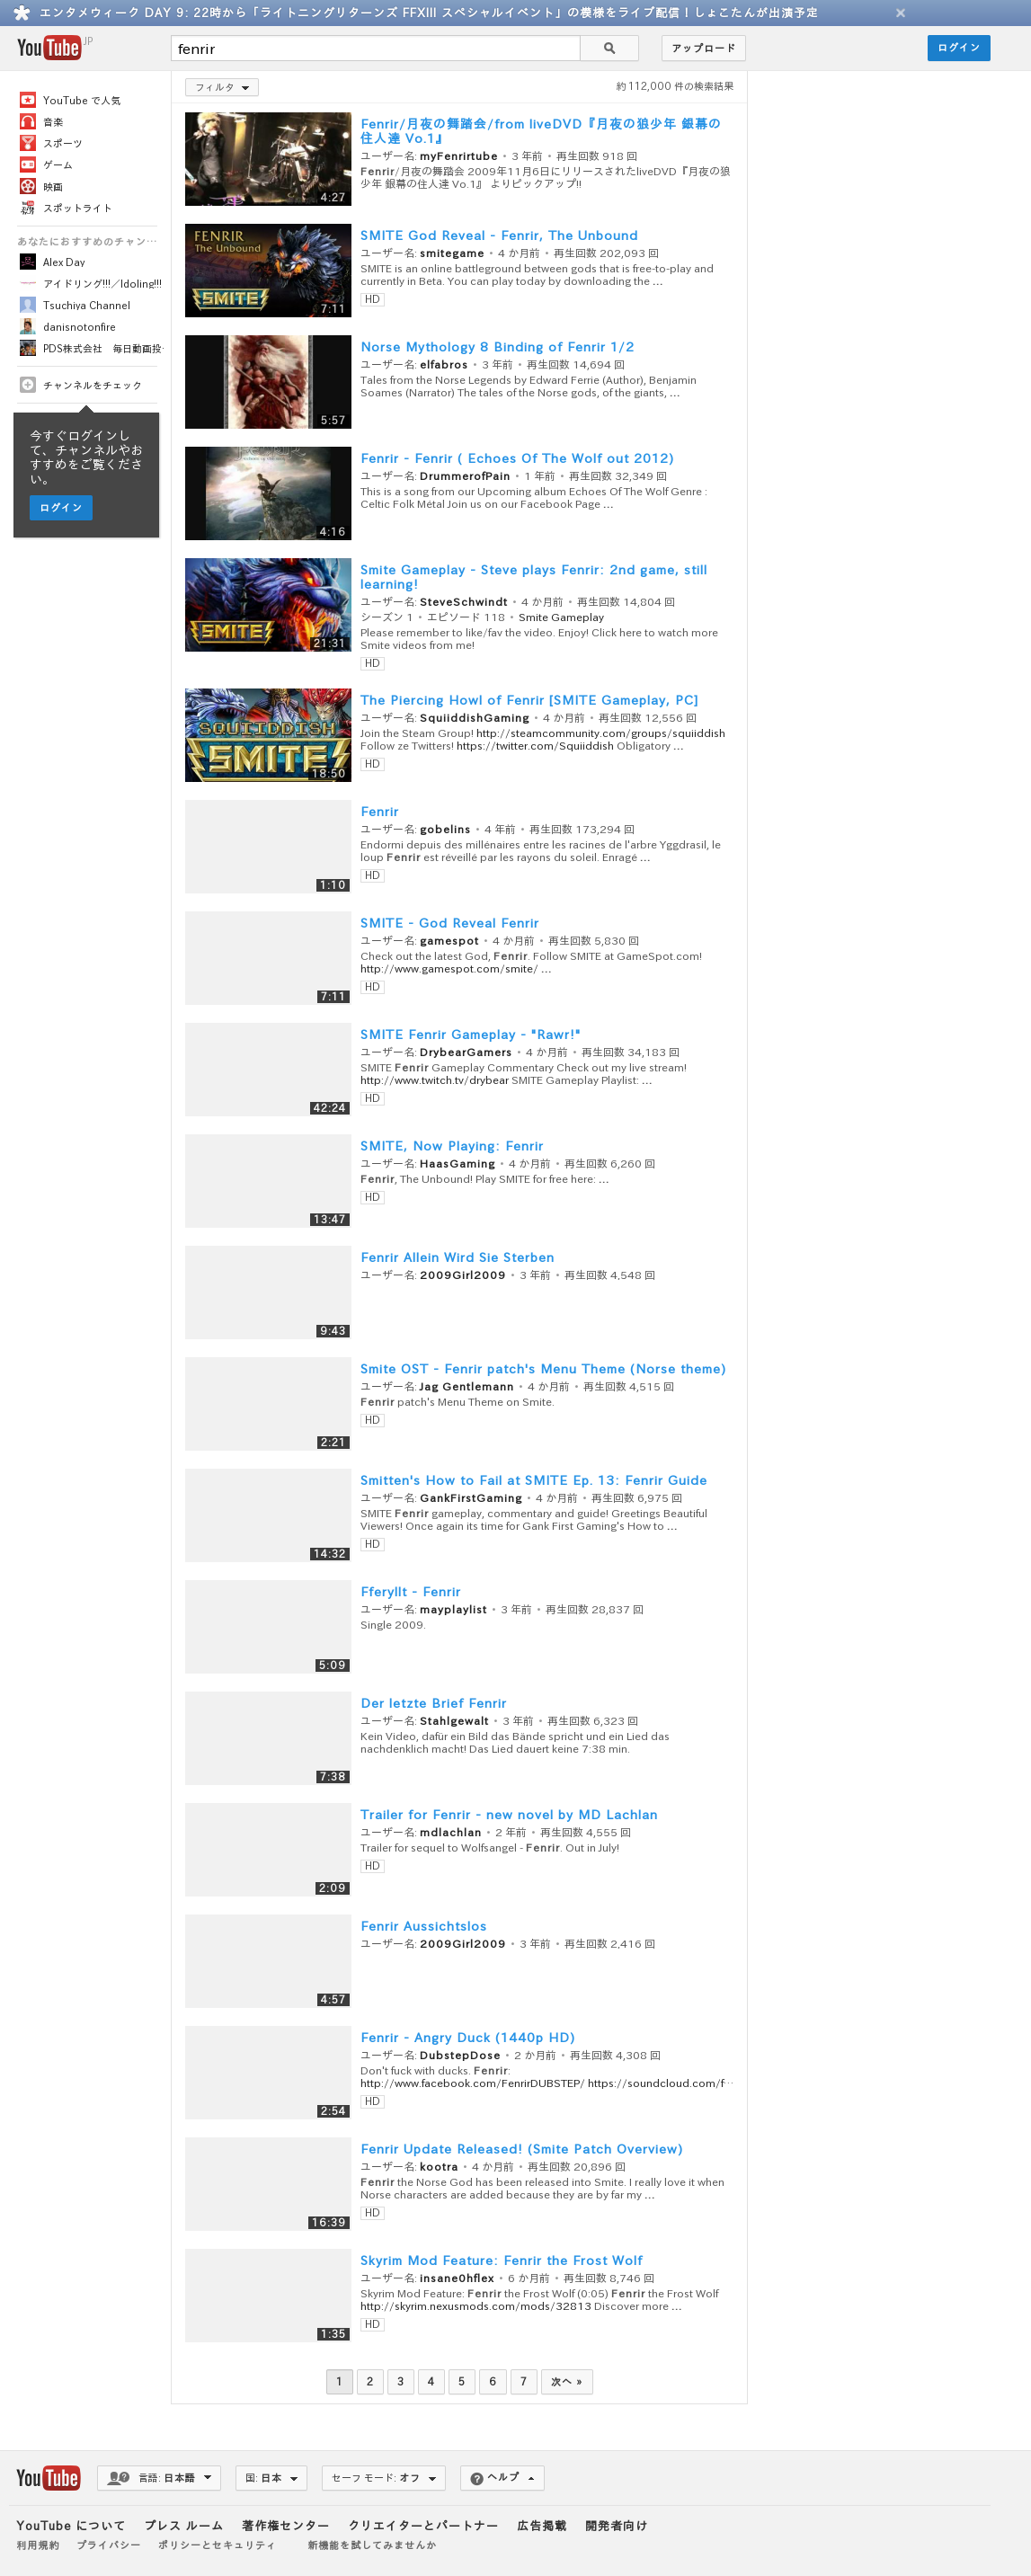 エンタメウィーク DAY 9: 22時から「ライトニングリターンズ FFXIII スペシャルイベント」の模様をライブ配信！しょこたんが出演予定
YouTube JP
fenrir
アップロード
ログイン
YouTube で人気
音楽
スポーツ
ゲーム
映画
スポットライト
あなたにおすすめのチャン…
Alex Day
アイドリング!!!／Idoling!!!
Tsuchiya Channel
danisnotonfire
PDS株式会社 毎日動画投…
チャンネルをチェック
今すぐログインし
て、チャンネルやお
すすめをご覧くださ
い。
ログイン
フィルタ
約 112,000 件の検索結果
4:27
Fenrir/月夜の舞踏会/from liveDVD『月夜の狼少年 銀幕の
住人達 Vo.1』
ユーザー名: myFenrirtube • 3 年前 • 再生回数 918 回
Fenrir/月夜の舞踏会 2009年11月6日にリリースされたliveDVD『月夜の狼
少年 銀幕の住人達 Vo.1』 よりピックアップ!!
FENRIR
The Unbound
SMITE
7:11
SMITE God Reveal - Fenrir, The Unbound
ユーザー名: smitegame • 4 か月前 • 再生回数 202,093 回
SMITE is an online battleground between gods that is free-to-play and
currently in Beta. You can play today by downloading the ...
HD
5:57
Norse Mythology 8 Binding of Fenrir 1/2
ユーザー名: elfabros • 3 年前 • 再生回数 14,694 回
Tales from the Norse Legends by Edward Ferrie (Author), Benjamin
Soames (Narrator) The tales of the Norse gods, of the giants, ...
4:16
Fenrir - Fenrir ( Echoes Of The Wolf out 2012)
ユーザー名: DrummerofPain • 1 年前 • 再生回数 32,349 回
This is a song from our Upcoming album Echoes Of The Wolf Genre :
Celtic Folk Métal Join us on our Facebook Page ...
SMITE
21:31
Smite Gameplay - Steve plays Fenrir: 2nd game, still
learning!
ユーザー名: SteveSchwindt • 4 か月前 • 再生回数 14,804 回
シーズン 1 • エピソード 118 • Smite Gameplay
Please remember to like/fav the video. Enjoy! Click here to watch more
Smite videos from me!
HD
SQUIIDDISH
SMITE
18:50
The Piercing Howl of Fenrir [SMITE Gameplay, PC]
ユーザー名: SquiiddishGaming • 4 か月前 • 再生回数 12,556 回
Join the Steam Group! http://steamcommunity.com/groups/squiiddish
Follow ze Twitters! https://twitter.com/Squiiddish Obligatory ...
HD
1:10
Fenrir
ユーザー名: gobelins • 4 年前 • 再生回数 173,294 回
Endormi depuis des millénaires entre les racines de l'arbre Yggdrasil, le
loup Fenrir est réveillé par les rayons du soleil. Enragé ...
HD
7:11
SMITE - God Reveal Fenrir
ユーザー名: gamespot • 4 か月前 • 再生回数 5,830 回
Check out the latest God, Fenrir. Follow SMITE at GameSpot.com!
http://www.gamespot.com/smite/ ...
HD
42:24
SMITE Fenrir Gameplay - "Rawr!"
ユーザー名: DrybearGamers • 4 か月前 • 再生回数 34,183 回
SMITE Fenrir Gameplay Commentary Check out my live stream!
http://www.twitch.tv/drybear SMITE Gameplay Playlist: ...
HD
13:47
SMITE, Now Playing: Fenrir
ユーザー名: HaasGaming • 4 か月前 • 再生回数 6,260 回
Fenrir, The Unbound! Play SMITE for free here: ...
HD
9:43
Fenrir Allein Wird Sie Sterben
ユーザー名: 2009Girl2009 • 3 年前 • 再生回数 4,548 回
2:21
Smite OST - Fenrir patch's Menu Theme (Norse theme)
ユーザー名: Jag Gentlemann • 4 か月前 • 再生回数 4,515 回
Fenrir patch's Menu Theme on Smite.
HD
14:32
Smitten's How to Fail at SMITE Ep. 13: Fenrir Guide
ユーザー名: GankFirstGaming • 4 か月前 • 再生回数 6,975 回
SMITE Fenrir gameplay, commentary and guide! Greetings Beautiful
Viewers! Once again its time for Gank First Gaming's How to ...
HD
5:09
Fferyllt - Fenrir
ユーザー名: mayplaylist • 3 年前 • 再生回数 28,837 回
Single 2009.
7:38
Der letzte Brief Fenrir
ユーザー名: Stahlgewalt • 3 年前 • 再生回数 6,323 回
Kein Video, dafür ein Bild das Bände spricht und ein Lied das
nachdenklich macht! Das Lied dauert keine 7:38 min.
2:09
Trailer for Fenrir - new novel by MD Lachlan
ユーザー名: mdlachlan • 2 年前 • 再生回数 4,555 回
Trailer for sequel to Wolfsangel - Fenrir. Out in July!
HD
4:57
Fenrir Aussichtslos
ユーザー名: 2009Girl2009 • 3 年前 • 再生回数 2,416 回
2:54
Fenrir - Angry Duck (1440p HD)
ユーザー名: DubstepDose • 2 か月前 • 再生回数 4,308 回
Don't fuck with ducks. Fenrir:
http://www.facebook.com/FenrirDUBSTEP/ https://soundcloud.com/f…
HD
16:39
Fenrir Update Released! (Smite Patch Overview)
ユーザー名: kootra • 4 か月前 • 再生回数 20,896 回
Fenrir the Norse God has been released into Smite. I really love it when
Norse characters are added because they are by far my ...
HD
1:35
Skyrim Mod Feature: Fenrir the Frost Wolf
ユーザー名: insane0hflex • 6 か月前 • 再生回数 8,746 回
Skyrim Mod Feature: Fenrir the Frost Wolf (0:05) Fenrir the Frost Wolf
http://skyrim.nexusmods.com/mods/32813 Discover more ...
HD
1 2 3 4 5 6 7 次へ »
YouTube 言語: 日本語 国: 日本 セーフ モード: オフ ヘルプ
YouTube について プレス ルーム 著作権センター クリエイターとパートナー 広告掲載 開発者向け
利用規約 プライバシー ポリシーとセキュリティ 新機能を試してみませんか